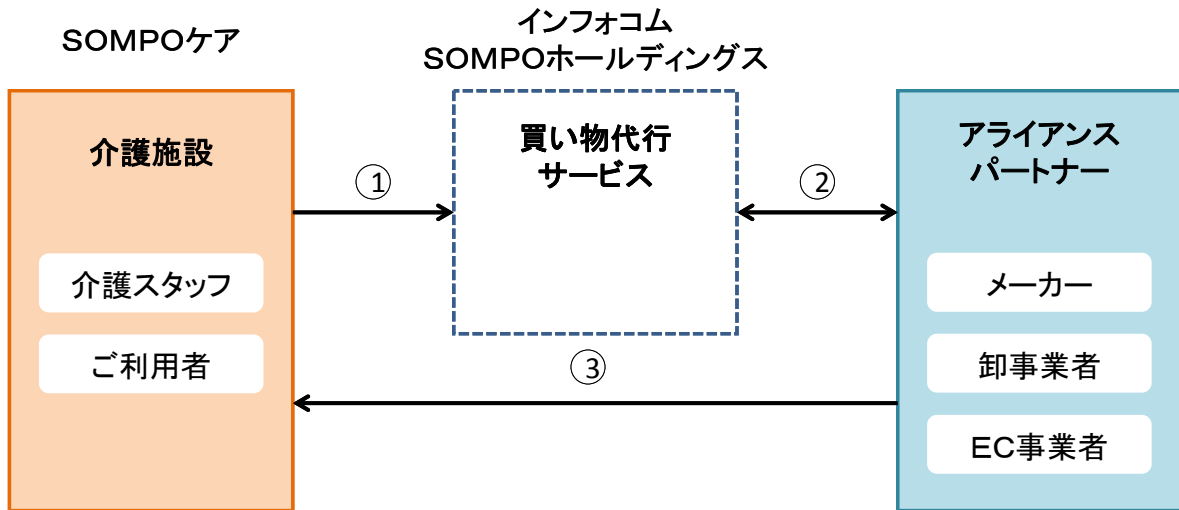 SOMPOケア
インフォコム
SOMPOホールディングス
介護施設
介護スタッフ
ご利用者
①
買い物代行
サービス
②
③
アライアンス
パートナー
メーカー
卸事業者
EC事業者